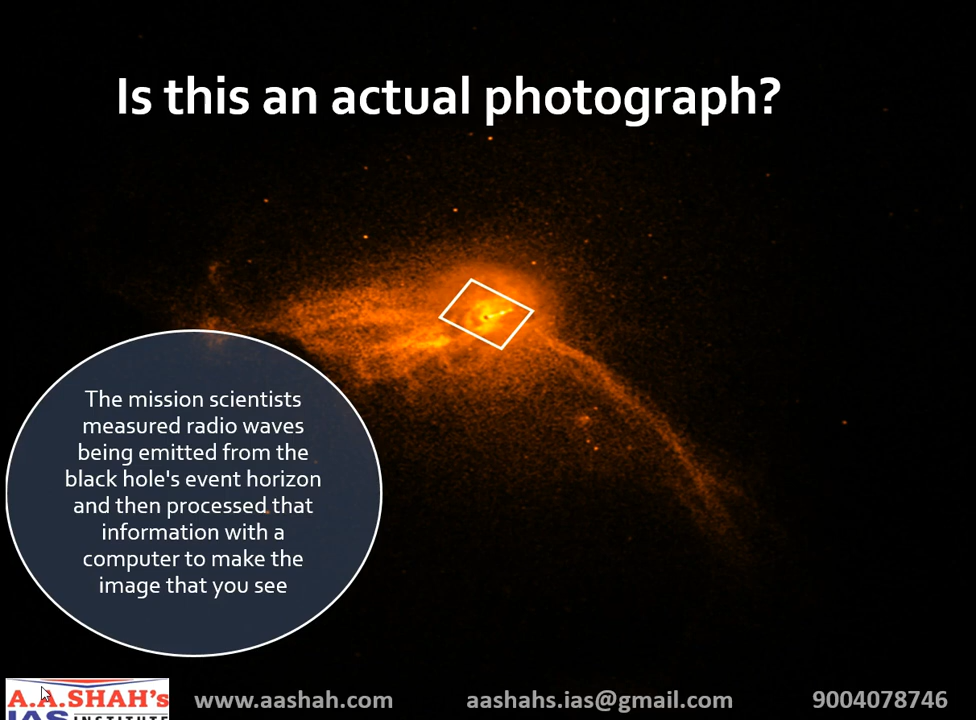 Is this an actual photograph?
The mission scientists
measured radio waves
being emitted from the
black hole's event horizon
and then processed that
information with a
computer to make the
image that you see
A.A.SHAH's
IAS INSTITUTE
www.aashah.com
aashahs.ias@gmail.com
9004078746